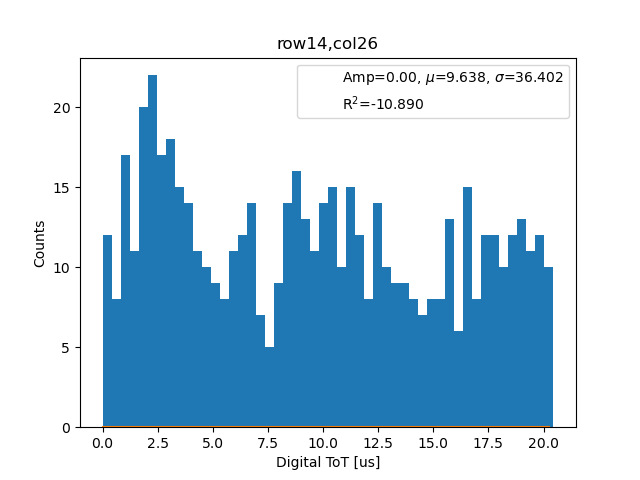 row14,col26
Amp=0.00, μ=9.638, σ=36.402
R²=-10.890
20
15
10
5
0
Counts
0.0 2.5 5.0 7.5 10.0 12.5 15.0 17.5 20.0
Digital ToT [us]